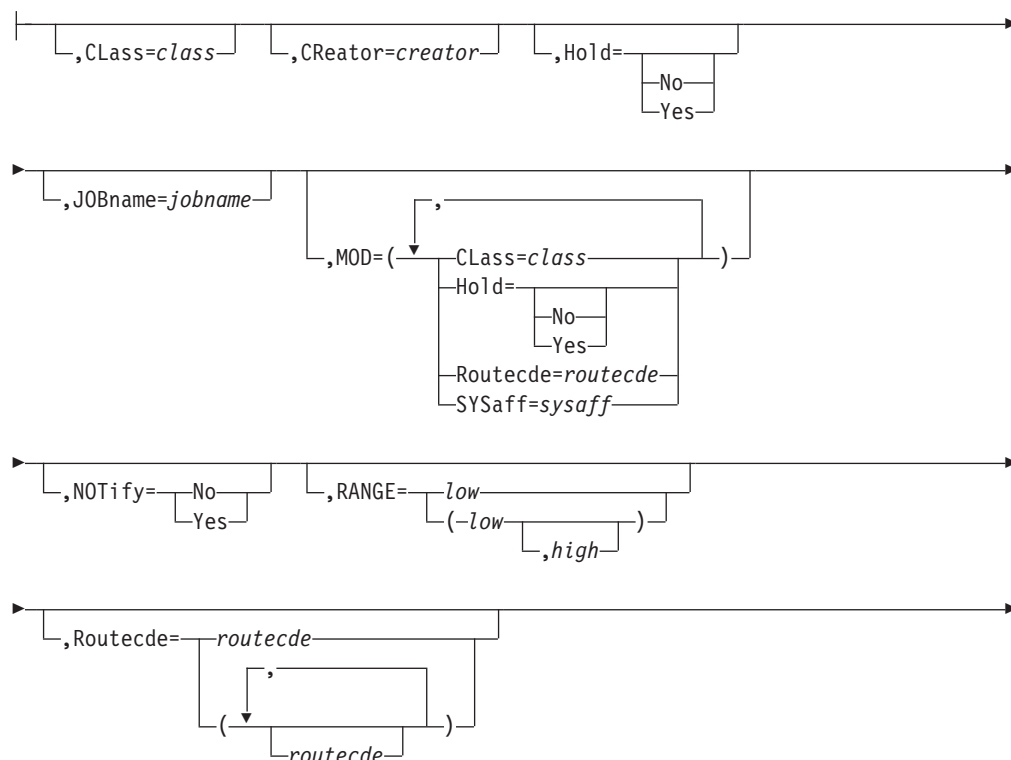 ,CLass=class ,CReator=creator ,Hold=
No
Yes
,JOBname=jobname ,
,MOD=( CLass=class )
Hold=
No
Yes
Routecde=routecde
SYSaff=sysaff
,NOTify= No ,RANGE= low
Yes (low )
,high
,Routecde= routecde
,
( )
routecde